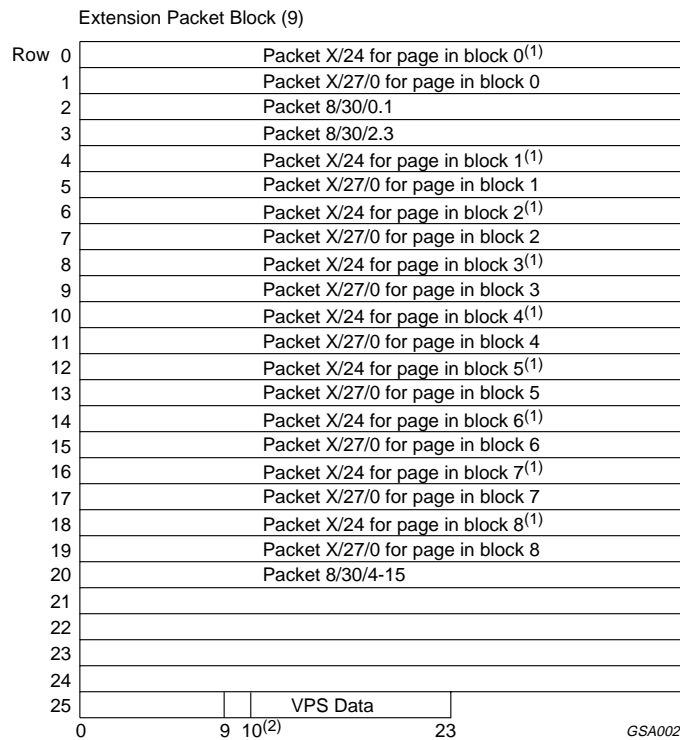 Extension Packet Block (9)
Row 0 Packet X/24 for page in block 0(1)
1 Packet X/27/0 for page in block 0
2 Packet 8/30/0.1
3 Packet 8/30/2.3
4 Packet X/24 for page in block 1(1)
5 Packet X/27/0 for page in block 1
6 Packet X/24 for page in block 2(1)
7 Packet X/27/0 for page in block 2
8 Packet X/24 for page in block 3(1)
9 Packet X/27/0 for page in block 3
10 Packet X/24 for page in block 4(1)
11 Packet X/27/0 for page in block 4
12 Packet X/24 for page in block 5(1)
13 Packet X/27/0 for page in block 5
14 Packet X/24 for page in block 6(1)
15 Packet X/27/0 for page in block 6
16 Packet X/24 for page in block 7(1)
17 Packet X/27/0 for page in block 7
18 Packet X/24 for page in block 8(1)
19 Packet X/27/0 for page in block 8
20 Packet 8/30/4-15
21
22
23
24
25 VPS Data
0 9 10(2) 23 GSA002